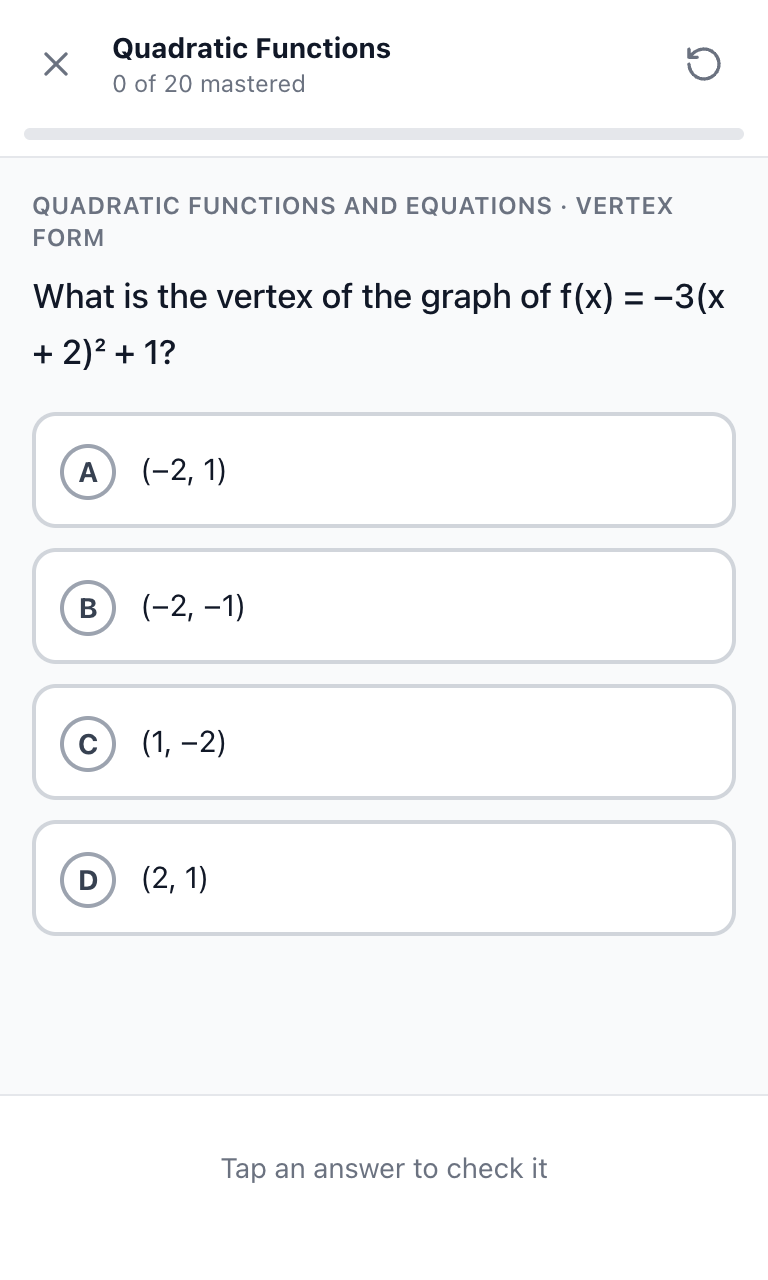 Quadratic Functions
0 of 20 mastered
QUADRATIC FUNCTIONS AND EQUATIONS · VERTEX
FORM
What is the vertex of the graph of f(x) = −3(x
+ 2)² + 1?
A (−2, 1)
B (−2, −1)
C (1, −2)
D (2, 1)
Tap an answer to check it